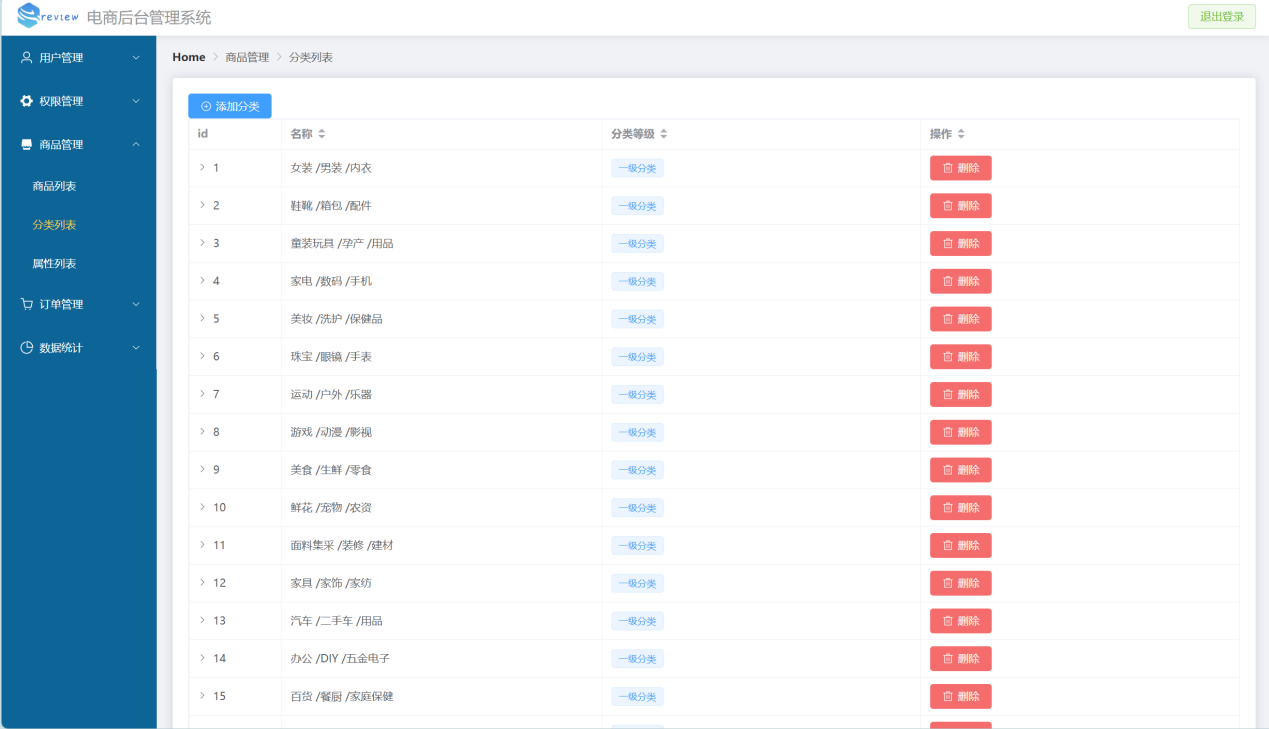 review 电商后台管理系统 退出登录
用户管理
权限管理
商品管理
商品列表
分类列表
属性列表
订单管理
数据统计
Home > 商品管理 > 分类列表
添加分类
id 名称 分类等级 操作
1 女装 /男装 /内衣 一级分类 删除
2 鞋靴 /箱包 /配件 一级分类 删除
3 童装玩具 /孕产 /用品 一级分类 删除
4 家电 /数码 /手机 一级分类 删除
5 美妆 /洗护 /保健品 一级分类 删除
6 珠宝 /眼镜 /手表 一级分类 删除
7 运动 /户外 /乐器 一级分类 删除
8 游戏 /动漫 /影视 一级分类 删除
9 美食 /生鲜 /零食 一级分类 删除
10 鲜花 /宠物 /农资 一级分类 删除
11 面料集采 /装修 /建材 一级分类 删除
12 家具 /家饰 /家纺 一级分类 删除
13 汽车 /二手车 /用品 一级分类 删除
14 办公 /DIY /五金电子 一级分类 删除
15 百货 /餐厨 /家庭保健 一级分类 删除